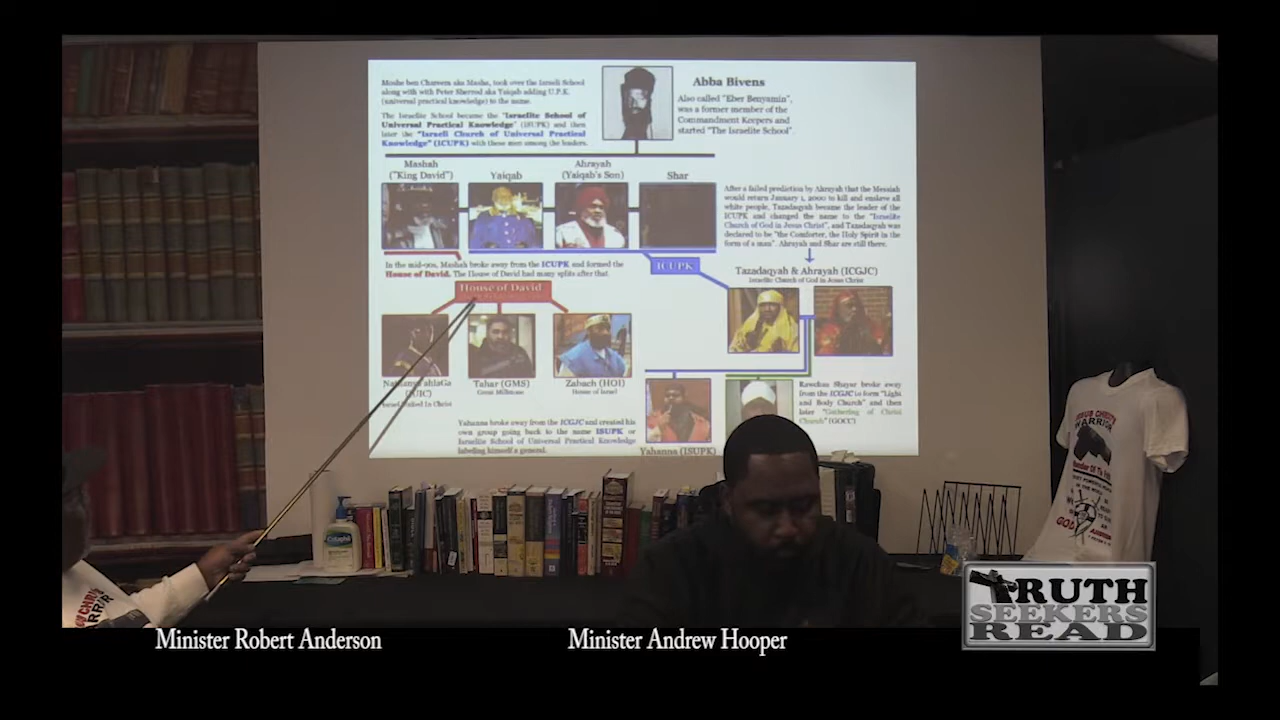 Moshe ben Chareem aka Masha, took over the Israeli School
along with with Peter Sherrod aka Yaiqab adding U.P.K.
(universal practical knowledge) to the name.
The Israelite School became the "Israelite School of
Universal Practical Knowledge" (ISUPK) and then
later the "Israeli Church of Universal Practical
Knowledge" (ICUPK) with these men among the leaders.
Abba Bivens
Also called "Eber Benyamin",
was a former member of the
Commandment Keepers and
started "The Israelite School".
Mashah
("King David")
Yaiqab
Ahrayah
(Yaiqab's Son)
Shar
After a failed prediction by Ahrayah that the Messiah
would return January 1, 2000 to kill and enslave all
white people, Tazadaqyah became the leader of the
ICUPK and changed the name to the "Israelite
Church of God in Jesus Christ", and Tazadaqyah was
declared to be "the Comforter, the Holy Spirit in the
form of a man". Ahrayah and Shar are still there.
In the mid-90s, Mashah broke away from the ICUPK and formed the
House of David. The House of David had many splits after that.
ICUPK
Tazadaqyah & Ahrayah (ICGJC)
Israelite Church of God in Jesus Christ
House of David
Tahar (GMS)
Great Millstone
Zabach (HOI)
House of Israel
United In Christ
Rawchaa Shayar broke away
from the ICGJC to form "Light
and Body Church" and then
later "Gathering of Christ
Church" (GOCC)
Yahanna broke away from the ICGJC and created his
own group going back to the name ISUPK or
Israelite School of Universal Practical Knowledge
labeling himself a general.
Yahanna (ISUPK)
Cetaphil
WARRIOR
GOD
Minister Robert Anderson
Minister Andrew Hooper
TRUTH
SEEKERS
READ